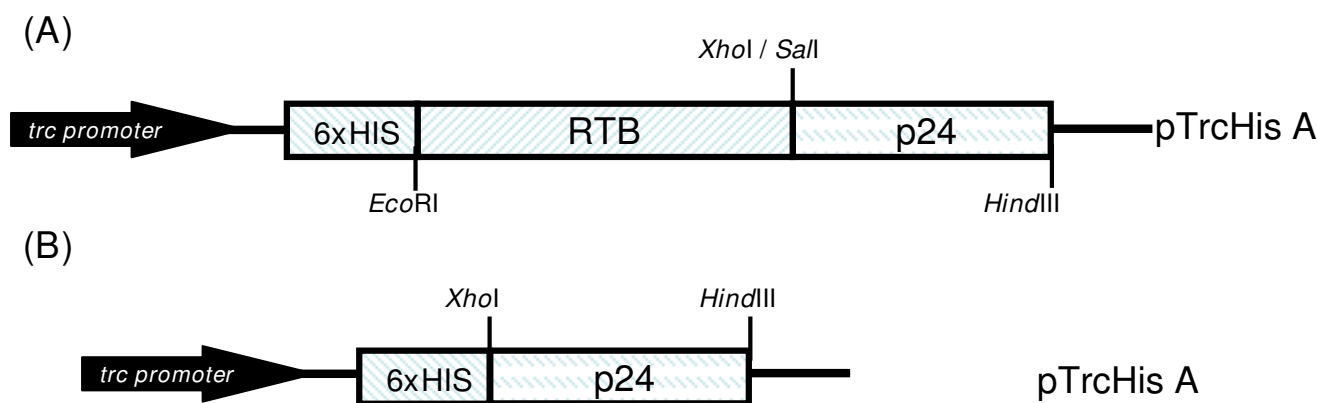 (A)
XhoI / SalI
trc promoter 6xHIS RTB p24 pTrcHis A
EcoRI HindIII
(B)
XhoI HindIII
trc promoter 6xHIS p24 pTrcHis A